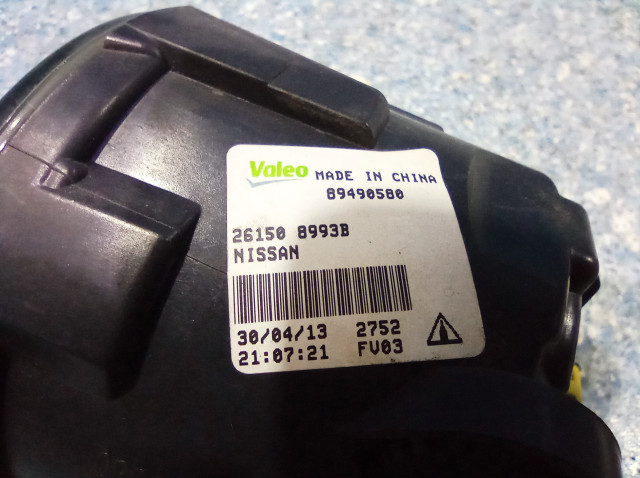 Valeo MADE IN CHINA
89490580
26150 8993B
NISSAN
30/04/13 2752
21:07:21 FV03